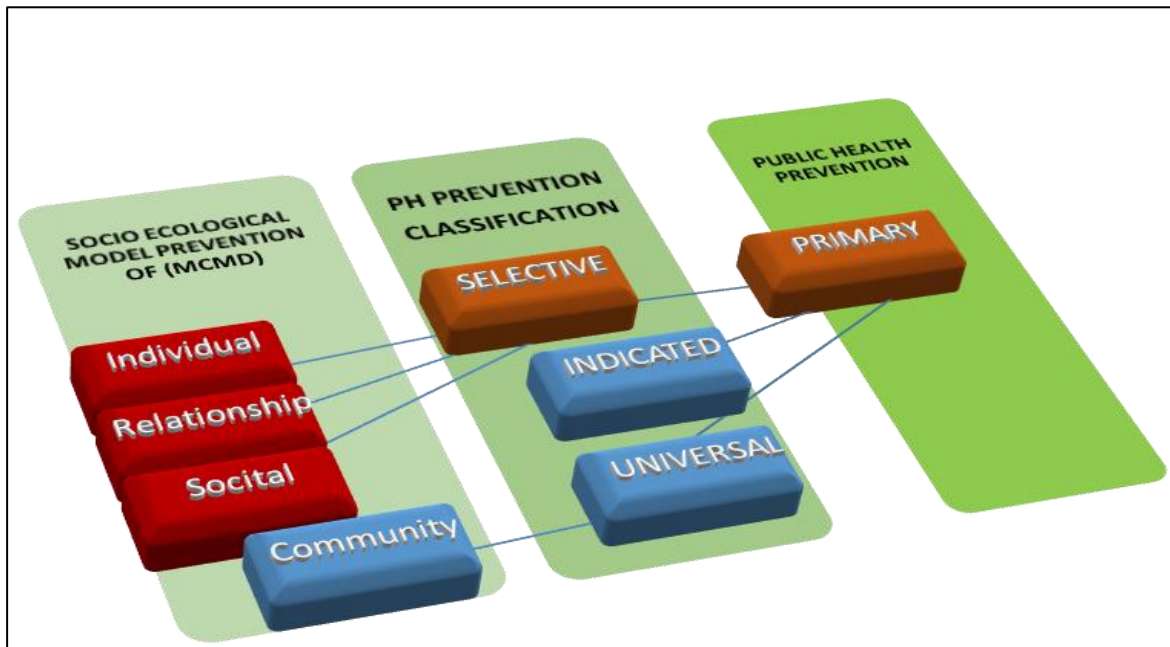 SOCIO ECOLOGICAL
MODEL PREVENTION
OF (MCMD)
Individual
Relationship
Socital
Community
PH PREVENTION
CLASSIFICATION
SELECTIVE
INDICATED
UNIVERSAL
PUBLIC HEALTH
PREVENTION
PRIMARY